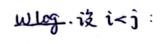 wlog. 设 i<j :